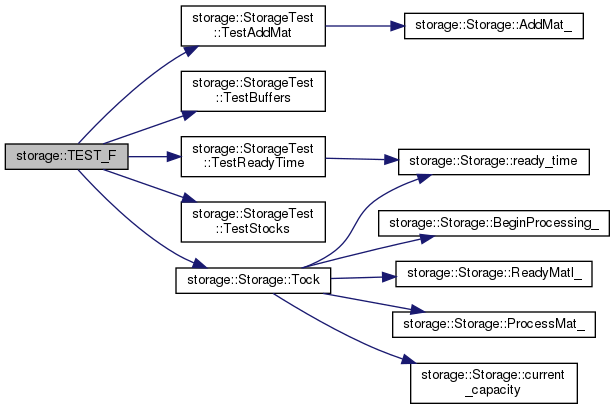 storage::StorageTest
::TestAddMat
storage::Storage::AddMat_
storage::StorageTest
::TestBuffers
storage::TEST_F
storage::StorageTest
::TestReadyTime
storage::Storage::ready_time
storage::StorageTest
::TestStocks
storage::Storage::BeginProcessing_
storage::Storage::Tock
storage::Storage::ReadyMatl_
storage::Storage::ProcessMat_
storage::Storage::current
_capacity